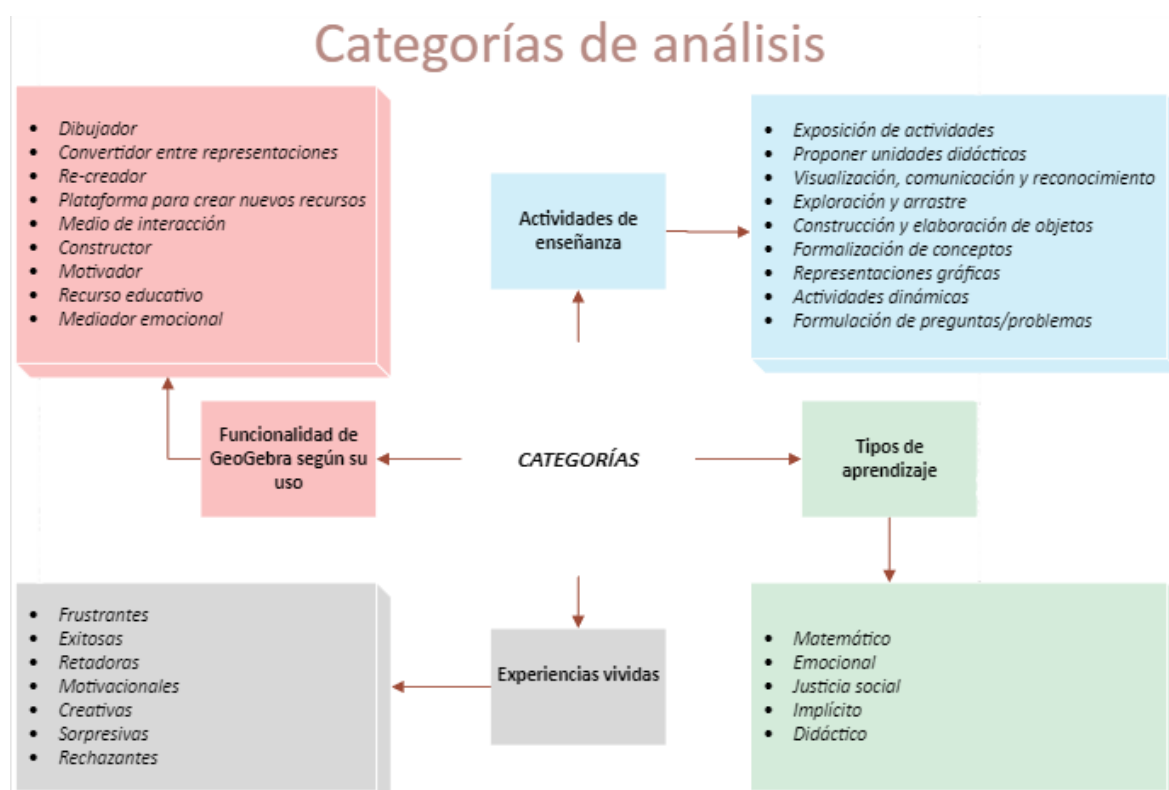 Categorías de análisis
• Dibujador
• Convertidor entre representaciones
• Re-creador
• Plataforma para crear nuevos recursos
• Medio de interacción
• Constructor
• Motivador
• Recurso educativo
• Mediador emocional
Actividades de
enseñanza
• Exposición de actividades
• Proponer unidades didácticas
• Visualización, comunicación y reconocimiento
• Exploración y arrastre
• Construcción y elaboración de objetos
• Formalización de conceptos
• Representaciones gráficas
• Actividades dinámicas
• Formulación de preguntas/problemas
Funcionalidad de
GeoGebra según su
uso
CATEGORÍAS
Tipos de
aprendizaje
• Frustrantes
• Exitosas
• Retadoras
• Motivacionales
• Creativas
• Sorpresivas
• Rechazantes
Experiencias vividas
• Matemático
• Emocional
• Justicia social
• Implícito
• Didáctico